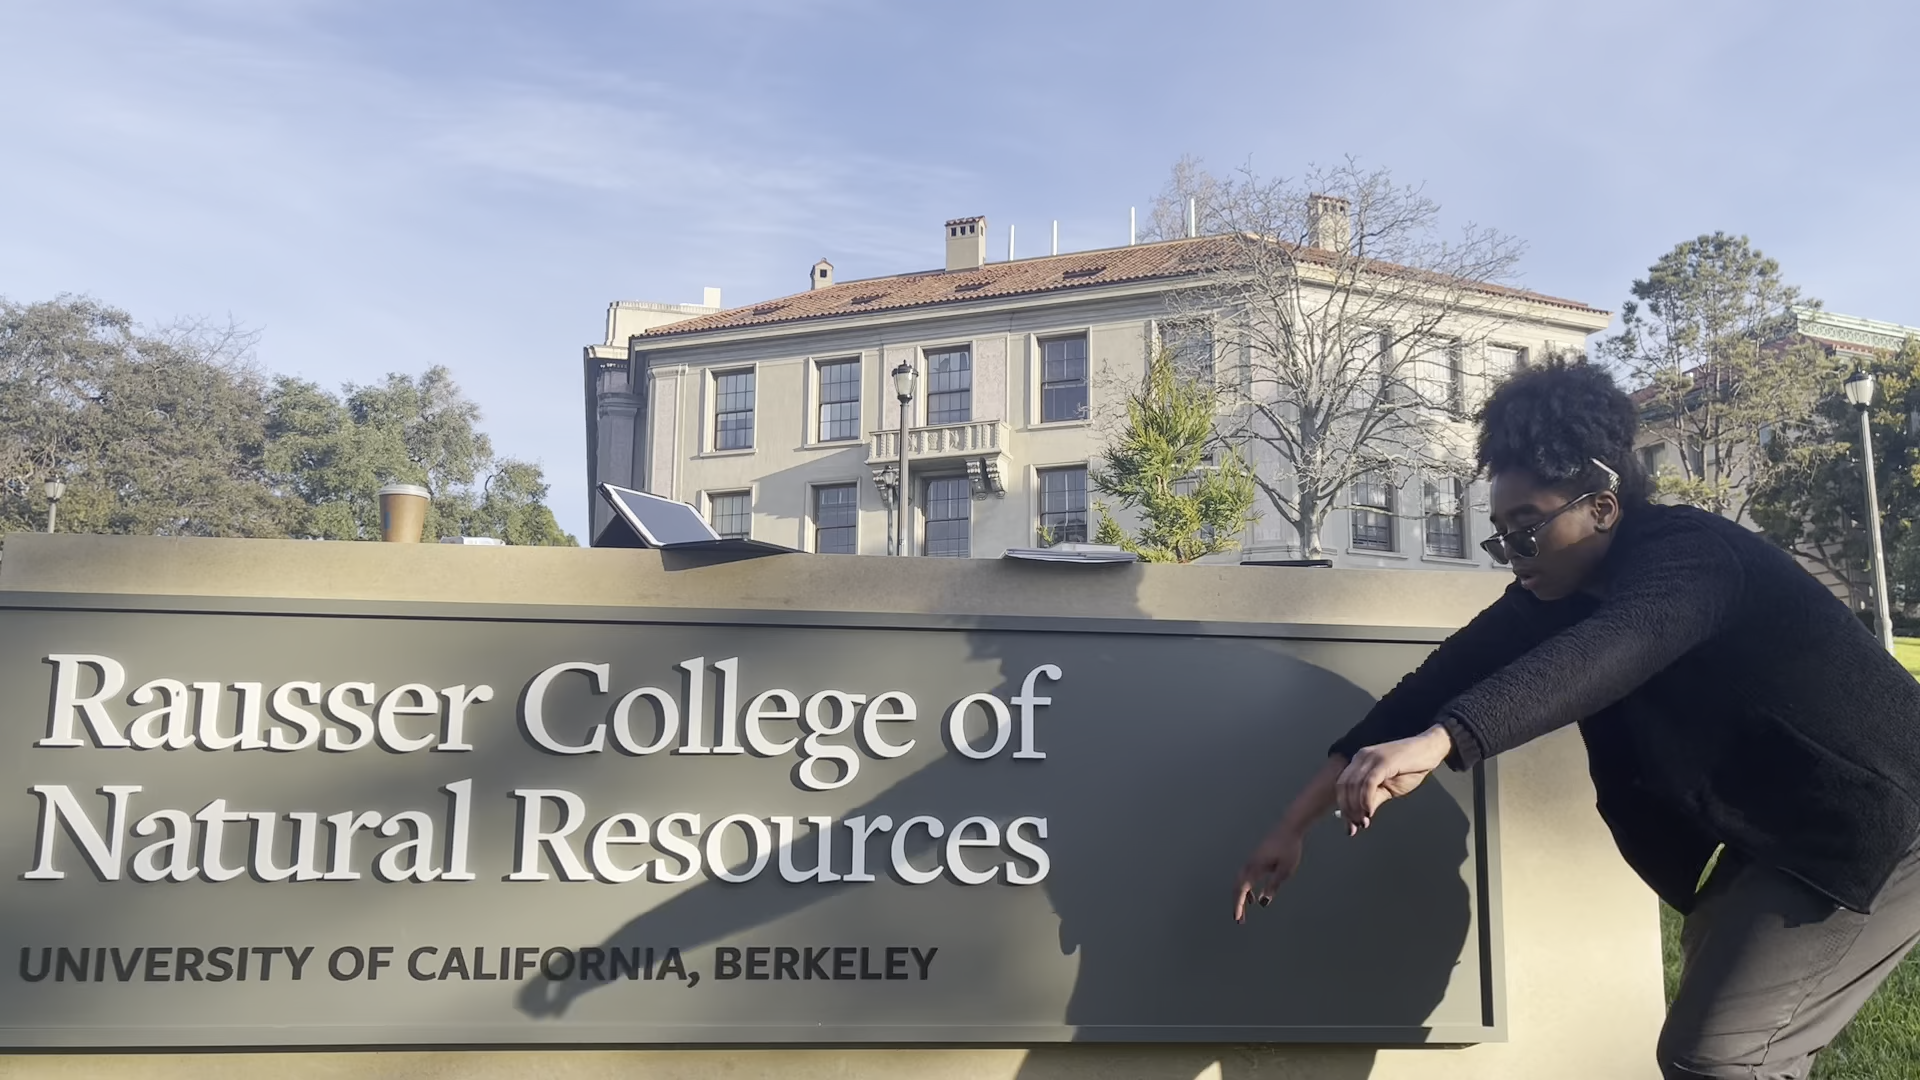 Rausser College of
Natural Resources
UNIVERSITY OF CALIFORNIA, BERKELEY